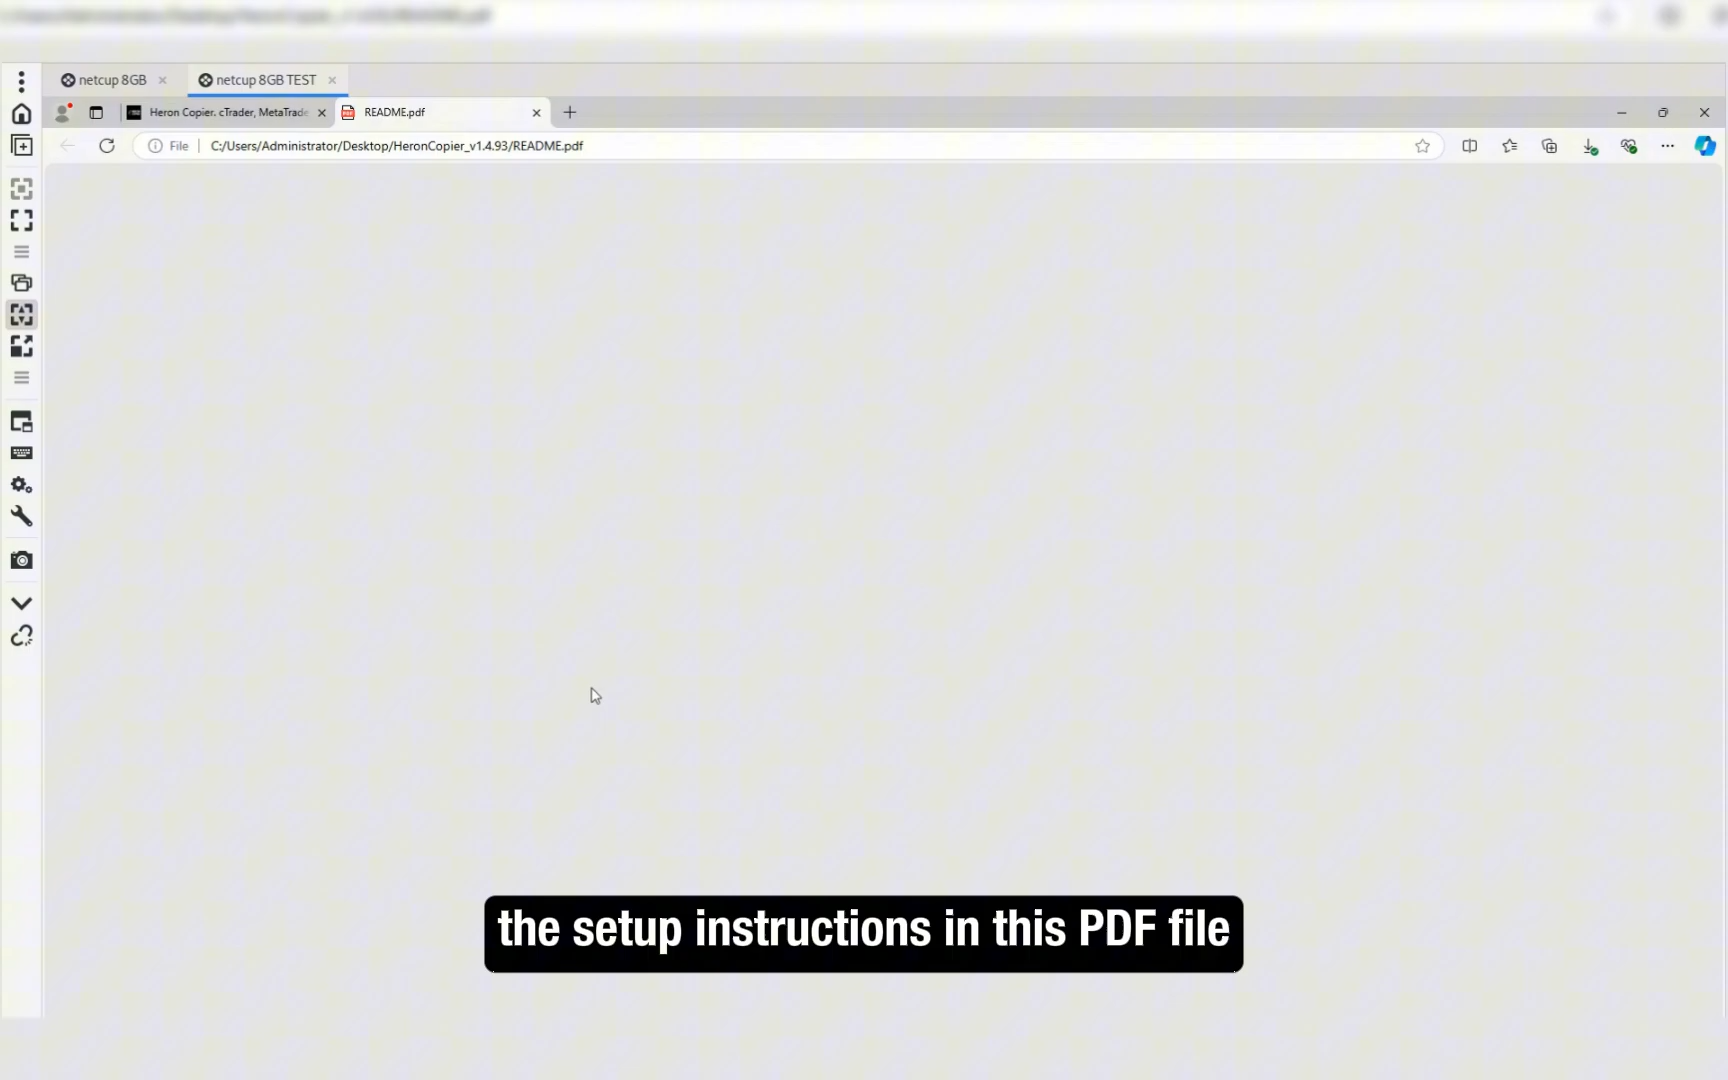 netcup 8GB
netcup 8GB TEST
Heron Copier. cTrader, MetaTrade
README.pdf
File
C:/Users/Administrator/Desktop/HeronCopier_v1.4.93/README.pdf
the setup instructions in this PDF file